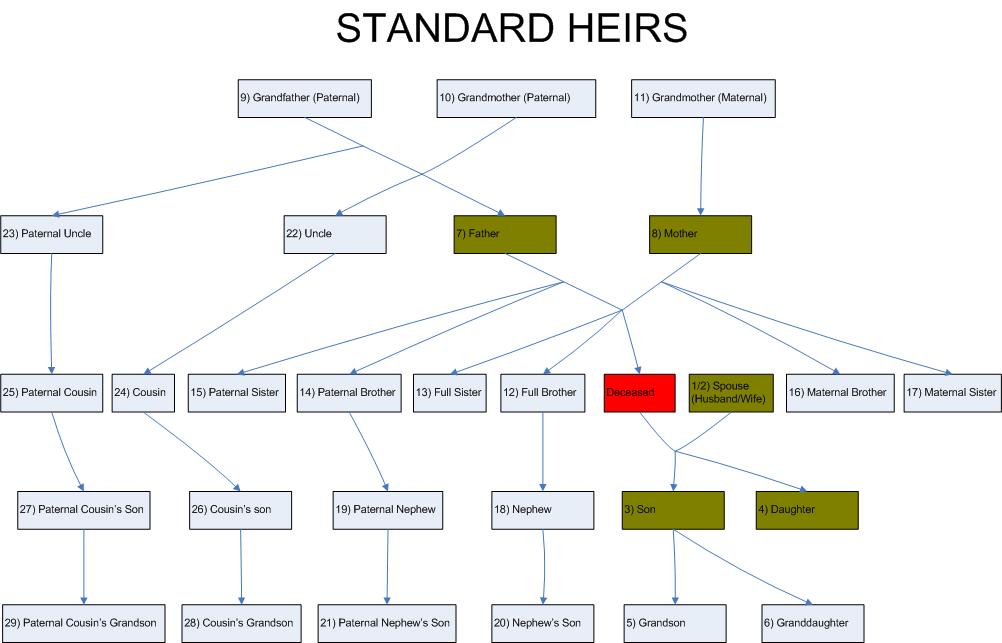 STANDARD HEIRS
9) Grandfather (Paternal)
10) Grandmother (Paternal)
11) Grandmother (Maternal)
23) Paternal Uncle
22) Uncle
7) Father
8) Mother
25) Paternal Cousin
24) Cousin
15) Paternal Sister
14) Paternal Brother
13) Full Sister
12) Full Brother
Deceased
1/2) Spouse
(Husband/Wife)
16) Maternal Brother
17) Maternal Sister
27) Paternal Cousin's Son
26) Cousin's son
19) Paternal Nephew
18) Nephew
3) Son
4) Daughter
29) Paternal Cousin's Grandson
28) Cousin's Grandson
21) Paternal Nephew's Son
20) Nephew's Son
5) Grandson
6) Granddaughter